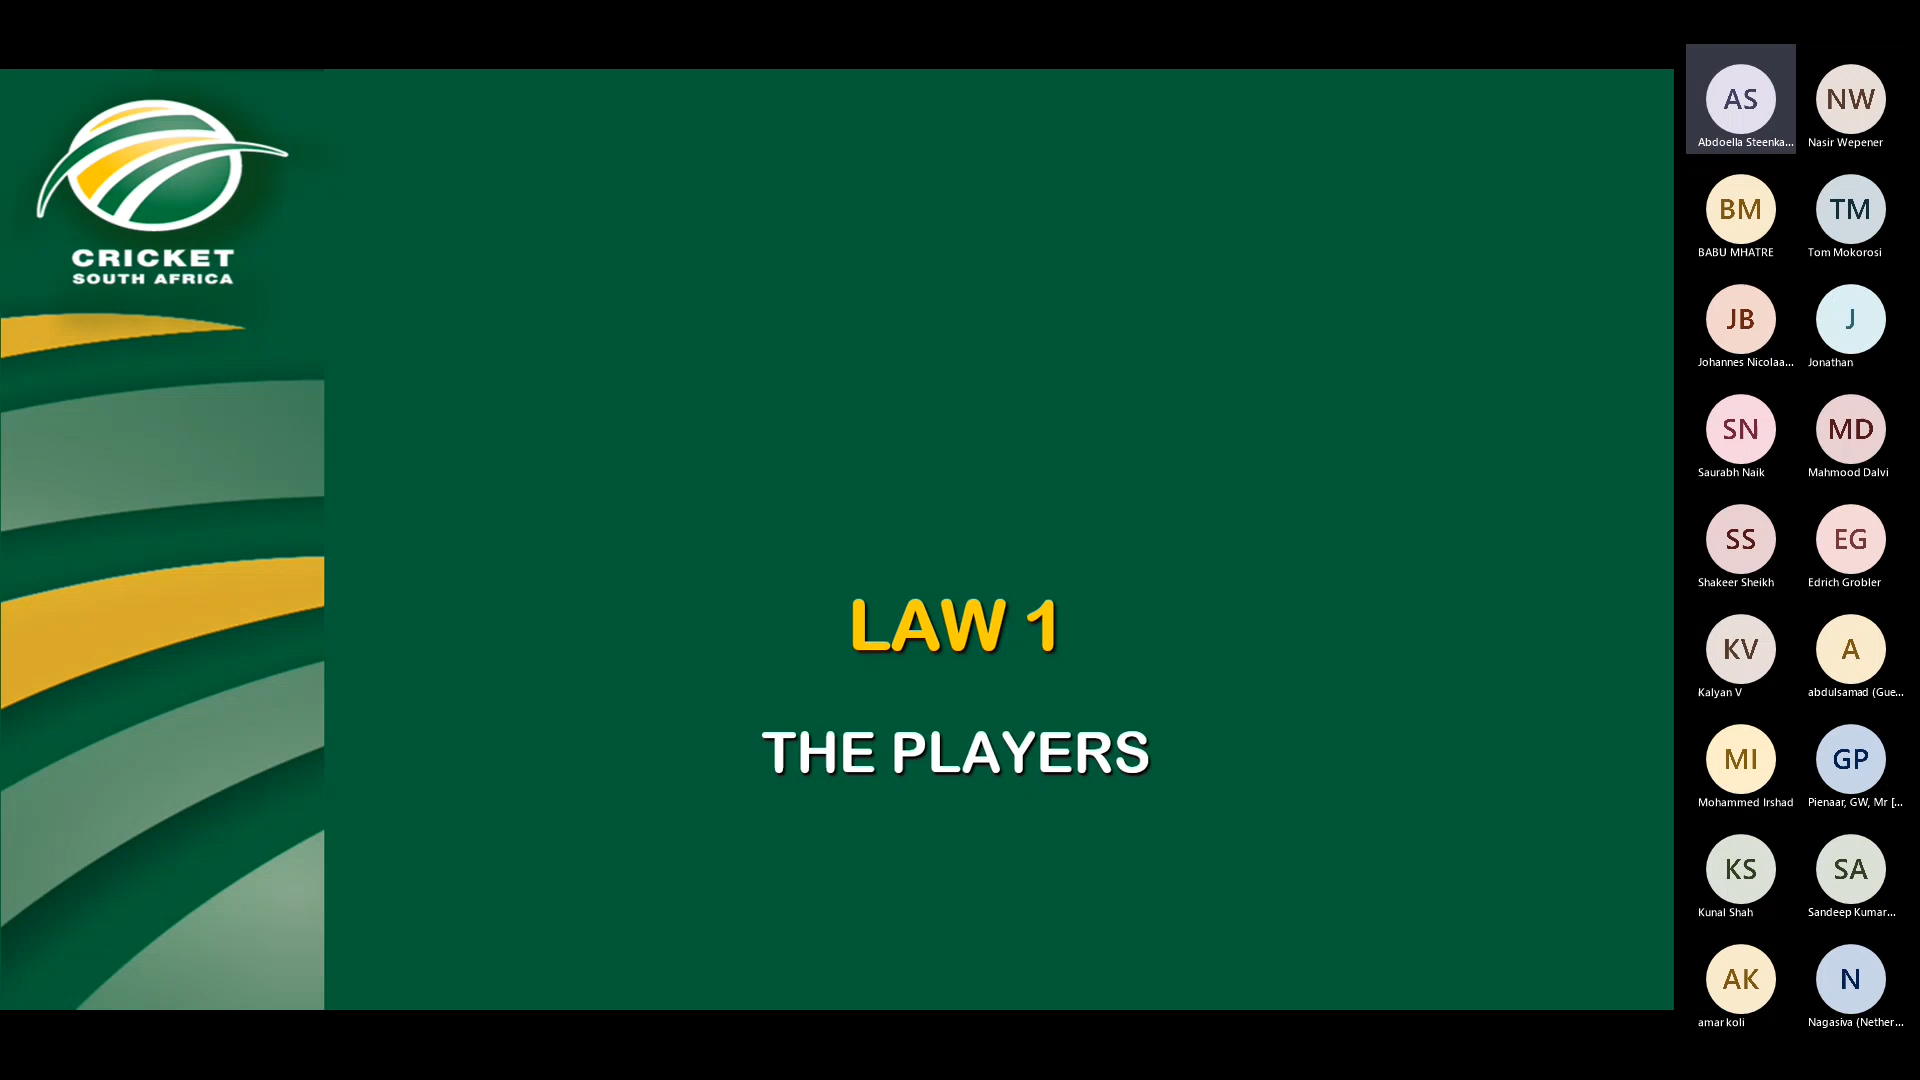 CRICKET
SOUTH AFRICA
LAW 1
THE PLAYERS
AS
Abdoella Steenka...
NW
Nasir Wepener
BM
BABU MHATRE
TM
Tom Mokorosi
JB
Johannes Nicolaa...
J
Jonathan
SN
Saurabh Naik
MD
Mahmood Dalvi
SS
Shakeer Sheikh
EG
Edrich Grobler
KV
Kalyan V
A
abdulsamad (Gue...
MI
Mohammed Irshad
GP
Pienaar, GW, Mr [...
KS
Kunal Shah
SA
Sandeep Kumar...
AK
amar koli
N
Nagasiva (Nether...